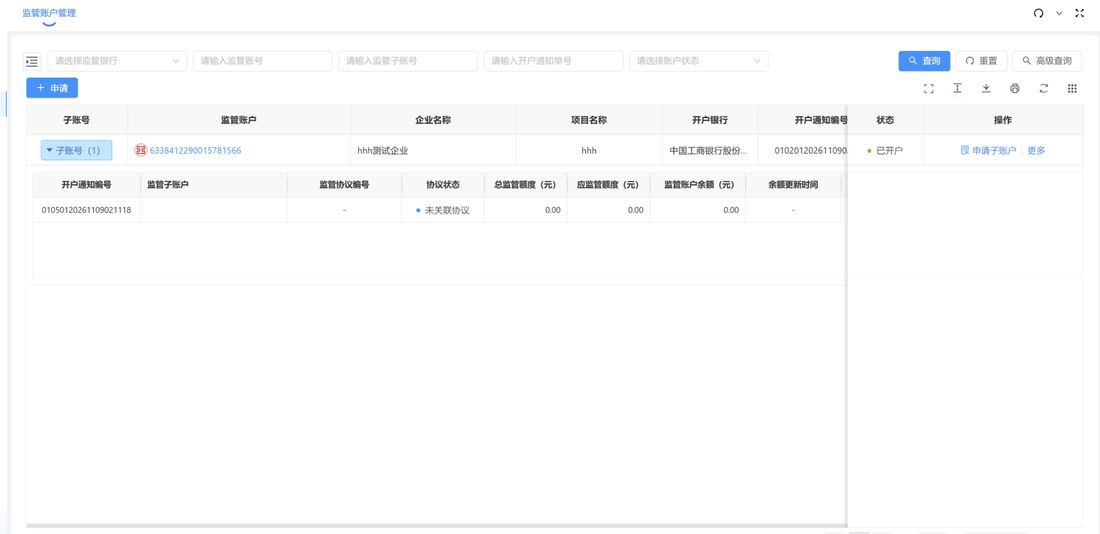 监管账户管理
请选择监管银行 请输入监管账号 请输入监管子账号 请输入开户通知单号 请选择账户状态 查询 重置 高级查询
申请
子账号 监管账户 企业名称 项目名称 开户银行 开户通知编号 状态 操作
子账号（1） 6338412290015781566 hhh测试企业 hhh 中国工商银行股份... 010201202611090 已开户 申请子账户 更多
开户通知编号 监管子账户 监管协议编号 协议状态 总监管额度（元） 应监管额度（元） 监管账户余额（元） 余额更新时间
01050120261109021118 - 未关联协议 0.00 0.00 0.00 -